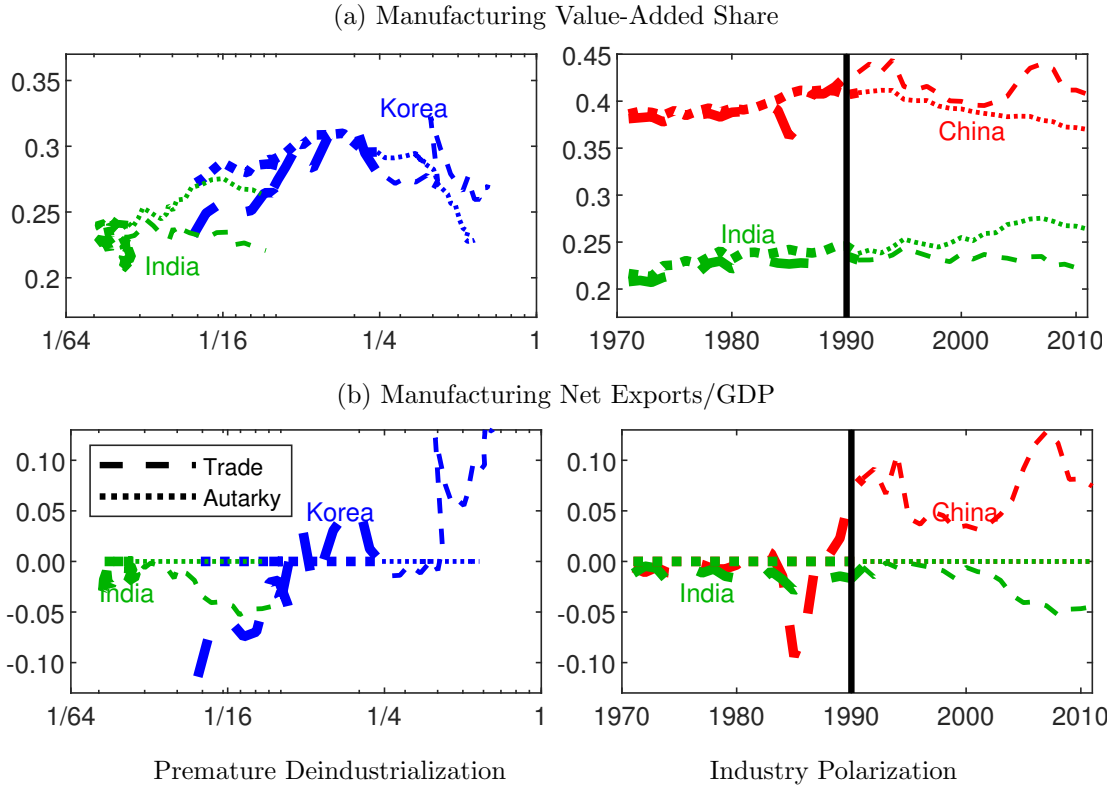 (a) Manufacturing Value-Added Share
0.35
0.3
0.25
0.2
1/64
1/16
1/4
1
Korea
India
0.45
0.4
0.35
0.3
0.25
0.2
1970
1980
1990
2000
2010
China
India
(b) Manufacturing Net Exports/GDP
0.10
0.05
0.00
-0.05
-0.10
1/64
1/16
1/4
1
Trade
Autarky
Korea
India
0.10
0.05
0.00
-0.05
-0.10
1970
1980
1990
2000
2010
China
India
Premature Deindustrialization
Industry Polarization